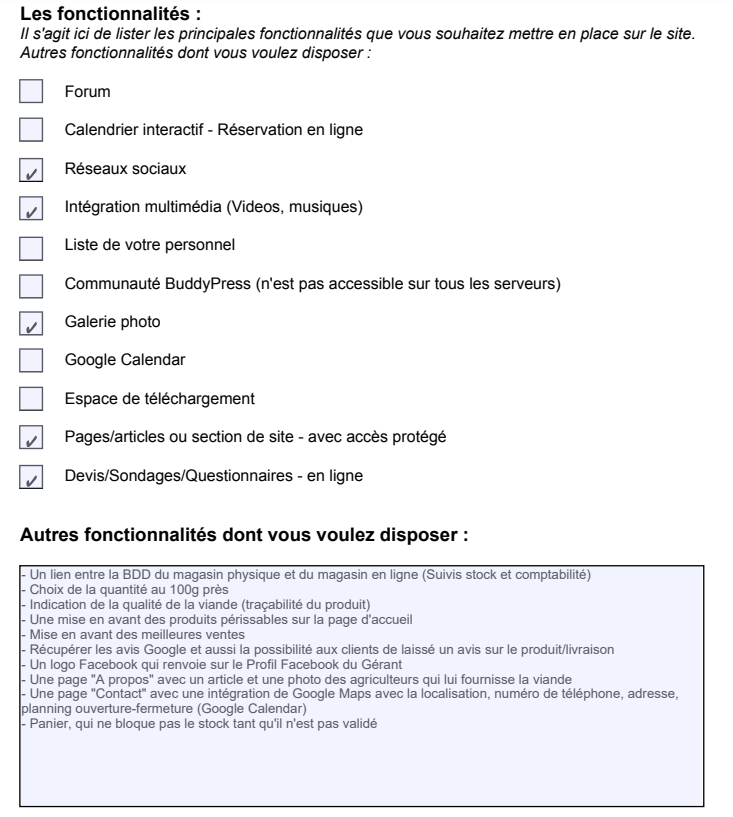 Les fonctionnalités :
Il s'agit ici de lister les principales fonctionnalités que vous souhaitez mettre en place sur le site.
Autres fonctionnalités dont vous voulez disposer :
Forum
Calendrier interactif - Réservation en ligne
Réseaux sociaux
Intégration multimédia (Videos, musiques)
Liste de votre personnel
Communauté BuddyPress (n'est pas accessible sur tous les serveurs)
Galerie photo
Google Calendar
Espace de téléchargement
Pages/articles ou section de site - avec accès protégé
Devis/Sondages/Questionnaires - en ligne
Autres fonctionnalités dont vous voulez disposer :
- Un lien entre la BDD du magasin physique et du magasin en ligne (Suivis stock et comptabilité)
- Choix de la quantité au 100g près
- Indication de la qualité de la viande (traçabilité du produit)
- Une mise en avant des produits périssables sur la page d'accueil
- Mise en avant des meilleures ventes
- Récupérer les avis Google et aussi la possibilité aux clients de laissé un avis sur le produit/livraison
- Un logo Facebook qui renvoie sur le Profil Facebook du Gérant
- Une page "A propos" avec un article et une photo des agriculteurs qui lui fournisse la viande
- Une page "Contact" avec une intégration de Google Maps avec la localisation, numéro de téléphone, adresse,
planning ouverture-fermeture (Google Calendar)
- Panier, qui ne bloque pas le stock tant qu'il n'est pas validé